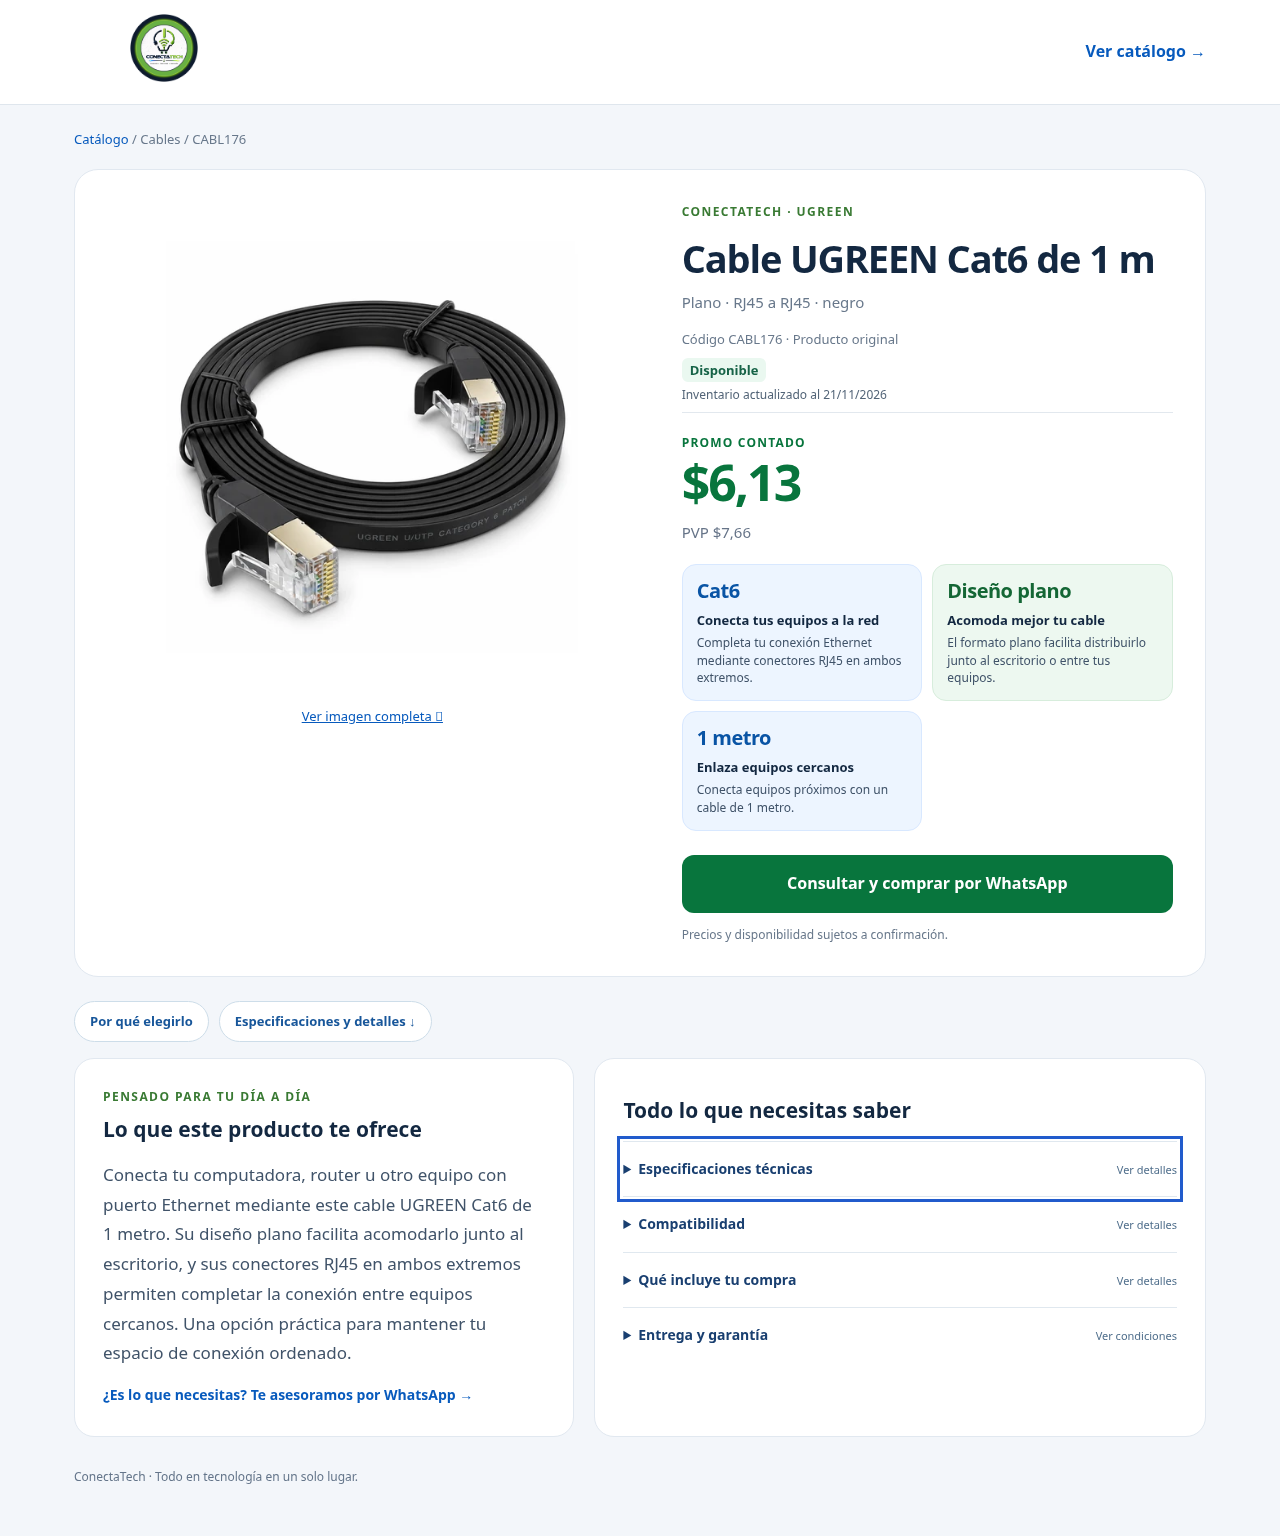 CONECTATECH
Ver catálogo →
Catálogo / Cables / CABL176
CONECTATECH · UGREEN
Cable UGREEN Cat6 de 1 m
Plano · RJ45 a RJ45 · negro
Código CABL176 · Producto original
Disponible
Inventario actualizado al 21/11/2026
PROMO CONTADO
$6,13
PVP $7,66
UGREEN U/UTP CATEGORY 6 PATCH
Ver imagen completa
Cat6
Conecta tus equipos a la red
Completa tu conexión Ethernet
mediante conectores RJ45 en ambos
extremos.
Diseño plano
Acomoda mejor tu cable
El formato plano facilita distribuirlo
junto al escritorio o entre tus
equipos.
1 metro
Enlaza equipos cercanos
Conecta equipos próximos con un
cable de 1 metro.
Consultar y comprar por WhatsApp
Precios y disponibilidad sujetos a confirmación.
Por qué elegirlo
Especificaciones y detalles ↓
PENSADO PARA TU DÍA A DÍA
Lo que este producto te ofrece
Conecta tu computadora, router u otro equipo con
puerto Ethernet mediante este cable UGREEN Cat6 de
1 metro. Su diseño plano facilita acomodarlo junto al
escritorio, y sus conectores RJ45 en ambos extremos
permiten completar la conexión entre equipos
cercanos. Una opción práctica para mantener tu
espacio de conexión ordenado.
¿Es lo que necesitas? Te asesoramos por WhatsApp →
Todo lo que necesitas saber
Especificaciones técnicas Ver detalles
Compatibilidad Ver detalles
Qué incluye tu compra Ver detalles
Entrega y garantía Ver condiciones
ConectaTech · Todo en tecnología en un solo lugar.